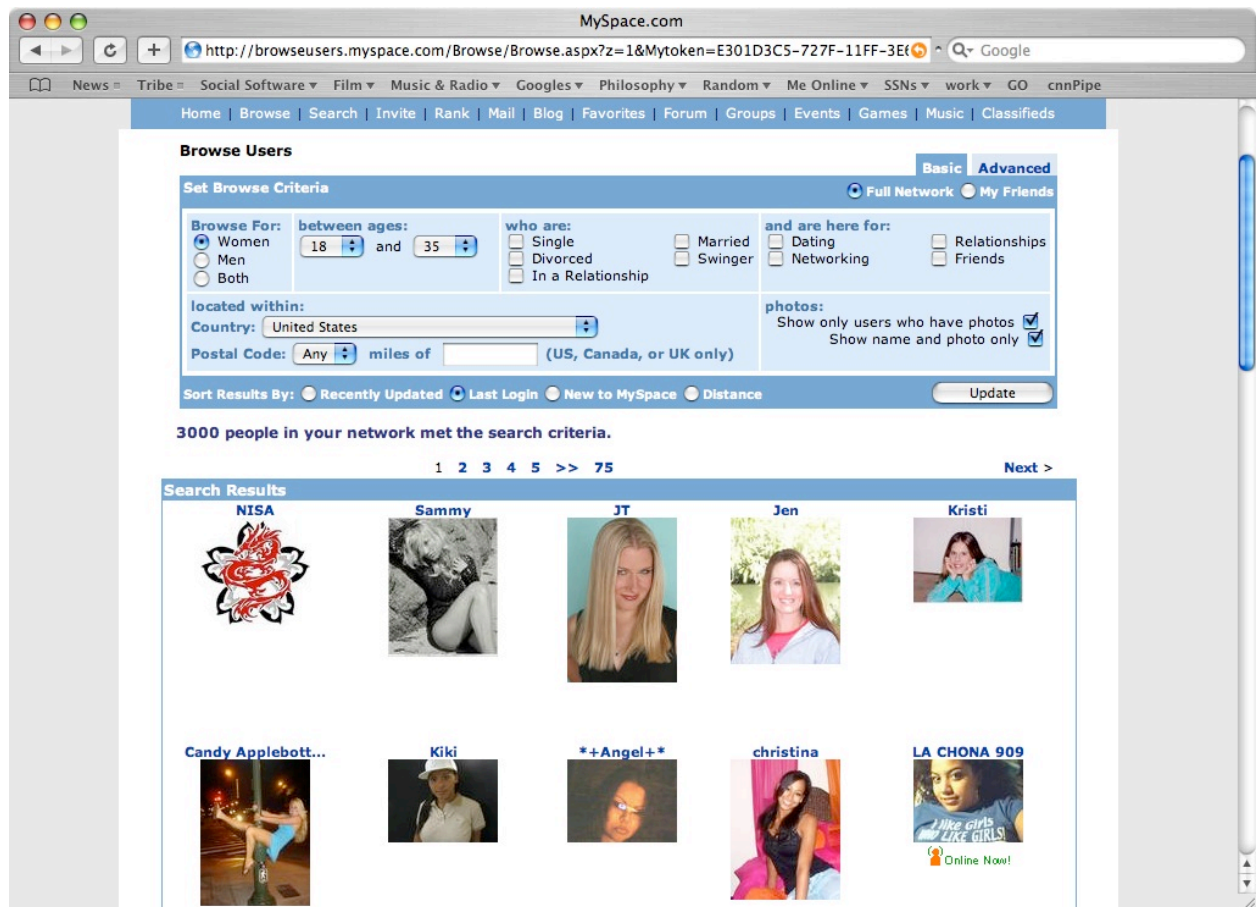 MySpace.com
http://browseusers.myspace.com/Browse/Browse.aspx?z=1&Mytoken=E301D3C5-727F-11FF-3E
Google
News Tribe Social Software Film Music & Radio Googles Philosophy Random Me Online SSNs work GO cnnPipe
Home | Browse | Search | Invite | Rank | Mail | Blog | Favorites | Forum | Groups | Events | Games | Music | Classifieds
Browse Users
Basic Advanced
Set Browse Criteria Full Network My Friends
Browse For: between ages: who are: and are here for:
Women 18 and 35 Single Married Dating Relationships
Men Divorced Swinger Networking Friends
Both In a Relationship
located within: photos:
Country: United States Show only users who have photos
Show name and photo only
Postal Code: Any miles of (US, Canada, or UK only)
Sort Results By: Recently Updated Last Login New to MySpace Distance Update
3000 people in your network met the search criteria.
1 2 3 4 5 >> 75 Next >
Search Results
NISA Sammy JT Jen Kristi
Candy Applebott... Kiki *+Angel+* christina LA CHONA 909
I like Girls
WHO LIKE GIRLS!
Online Now!